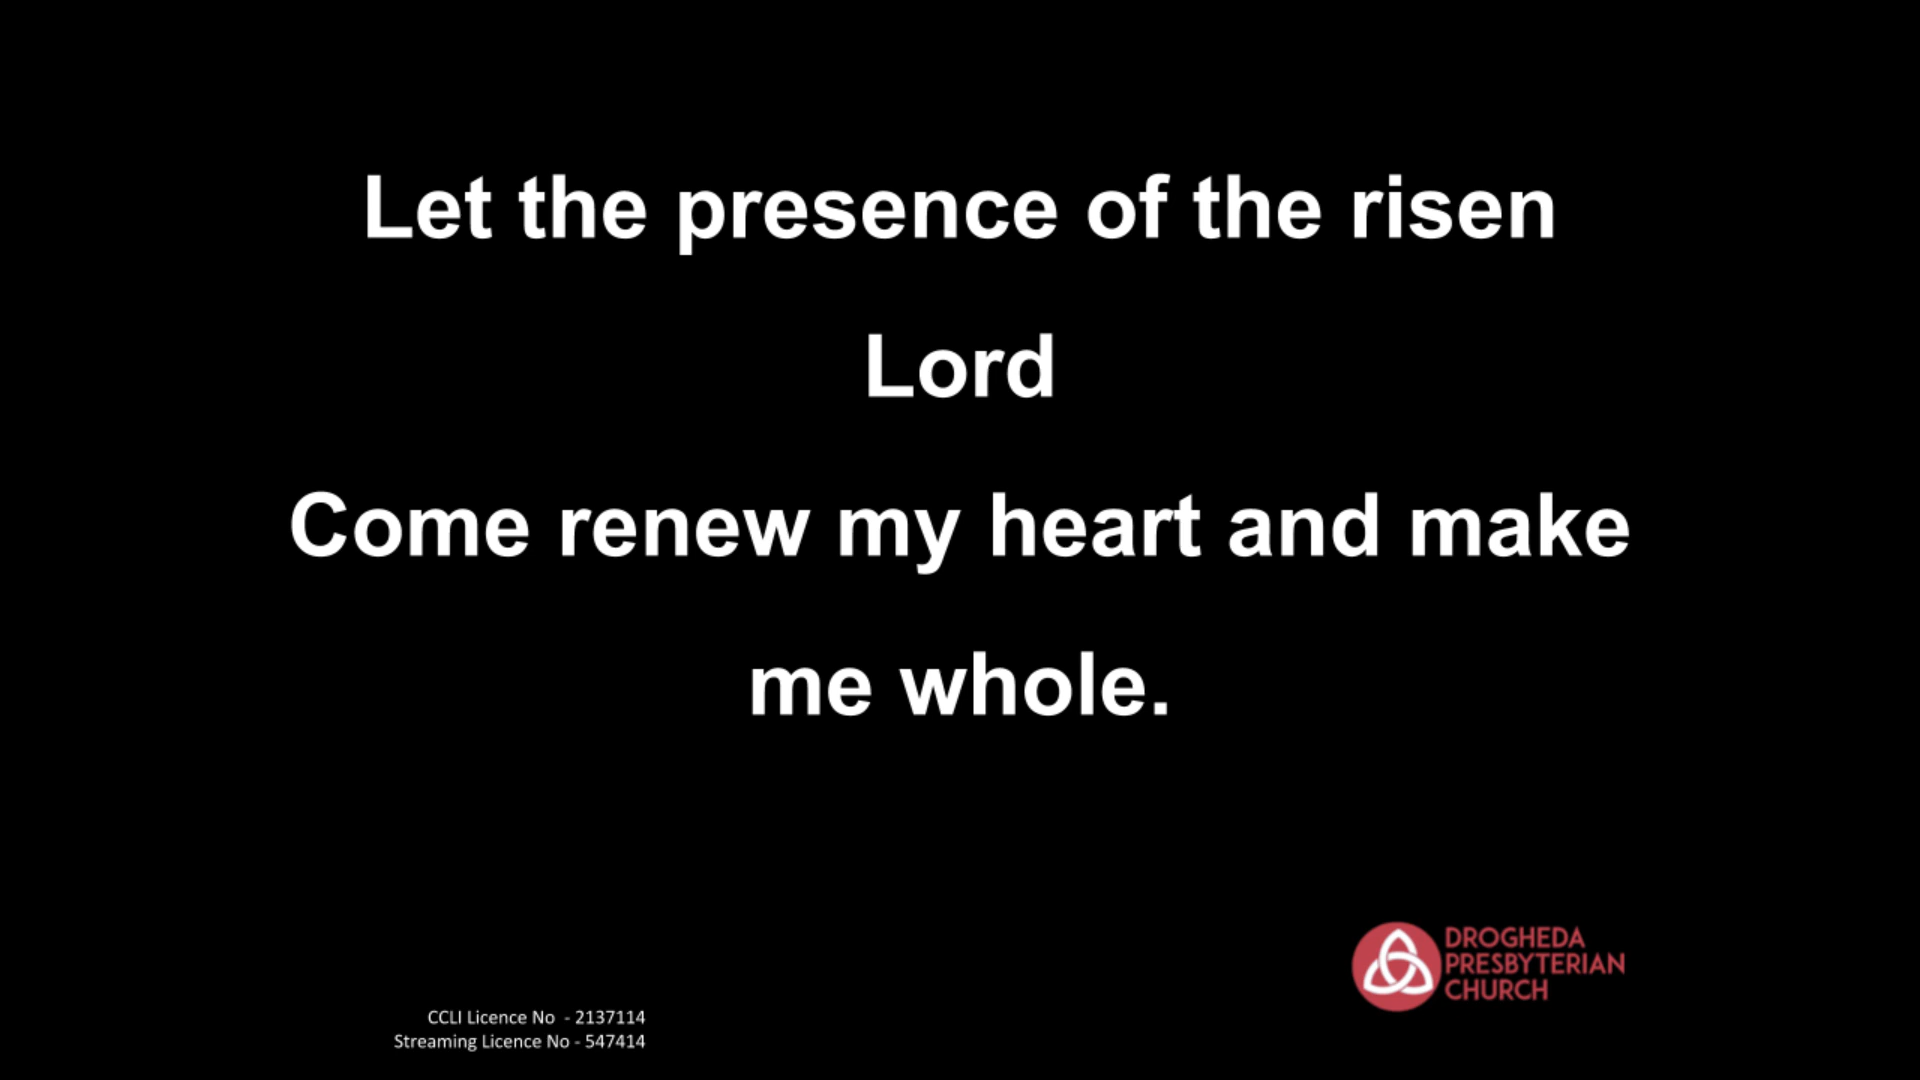 Let the presence of the risen
Lord
Come renew my heart and make
me whole.
DROGHEDA
PRESBYTERIAN
CHURCH
CCLI Licence No - 2137114
Streaming Licence No - 547414